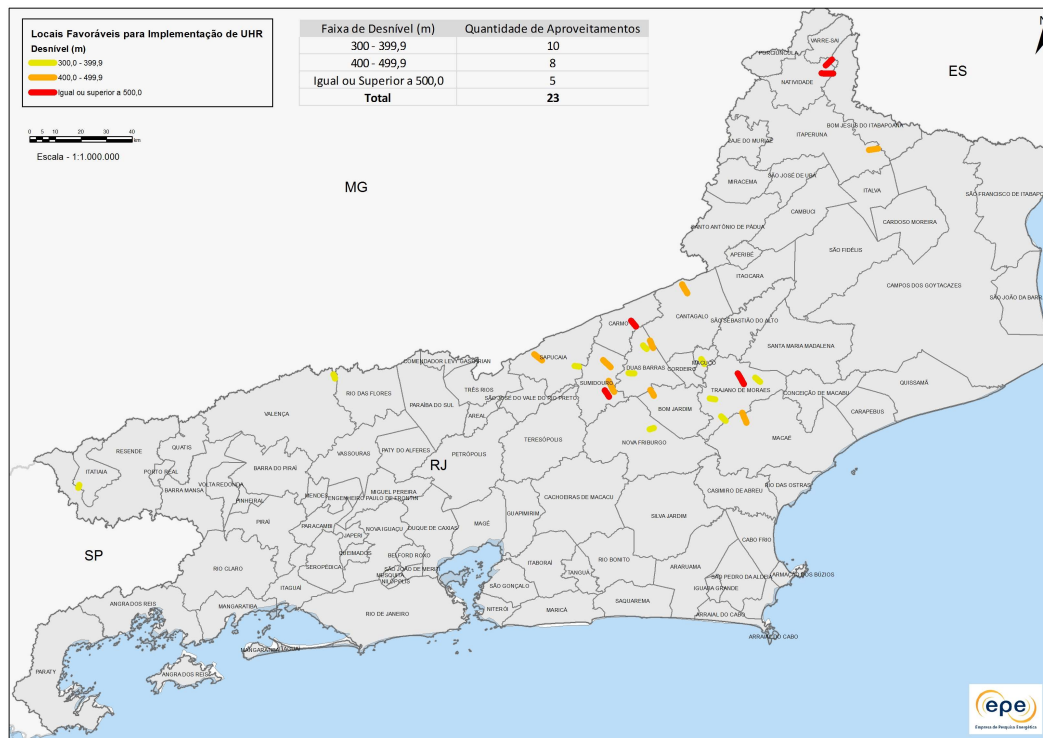 Locais Favoráveis para Implementação de UHR
Desnível (m)
300,0 - 399,9
400,0 - 499,9
Igual ou superior a 500,0
0 5 10 20 30 40
km
Escala - 1:1.000.000
Faixa de Desnível (m) Quantidade de Aproveitamentos
300 - 399,9 10
400 - 499,9 8
Igual ou Superior a 500,0 5
Total 23
N
ES
MG
RJ
SP
VARRE-SAI
PORCIÚNCULA
NATIVIDADE
BOM JESUS DO ITABAPOANA
ITAPERUNA
LAJE DO MURIAÉ
SÃO JOSÉ DE UBÁ
MIRACEMA
ITALVA
SÃO FRANCISCO DE ITABAPO
CAMBUCI
CARDOSO MOREIRA
SANTO ANTÔNIO DE PÁDUA
SÃO FIDÉLIS
APERIBÉ
ITAOCARA
CAMPOS DOS GOYTACAZES
SÃO JOÃO DA BARRA
CANTAGALO
SÃO SEBASTIÃO DO ALTO
CARMO
SANTA MARIA MADALENA
SAPUCAIA
COMENDADOR LEVY GASPARIAN
MACUCO
DUAS BARRAS
CORDEIRO
QUISSAMÃ
SUMIDOURO
TRÊS RIOS
TRAJANO DE MORAES
CONCEIÇÃO DE MACABU
RIO DAS FLORES
SÃO JOSÉ DO VALE DO RIO PRETO
PARAÍBA DO SUL
BOM JARDIM
CARAPEBUS
VALENÇA
AREAL
MACAÉ
TERESÓPOLIS
NOVA FRIBURGO
QUATIS
RESENDE
VASSOURAS
PATY DO ALFERES
PETRÓPOLIS
ITATIAIA
PORTO REAL
BARRA DO PIRAÍ
VOLTA REDONDA
RIO DAS OSTRAS
BARRA MANSA
CASIMIRO DE ABREU
MIGUEL PEREIRA
MENDES
ENGENHEIRO PAULO DE FRONTIN
PINHEIRAL
CACHOEIRAS DE MACACU
GUAPIMIRIM
SILVA JARDIM
PIRAÍ
PARACAMBI
NOVA IGUAÇU
DUQUE DE CAXIAS
MAGÉ
JAPERI
CABO FRIO
QUEIMADOS
BELFORD ROXO
RIO BONITO
ITABORAÍ
RIO CLARO
SEROPÉDICA
SÃO JOÃO DE MERITI
ARARUAMA
TANGUÁ
MESQUITA
NILÓPOLIS
SÃO PEDRO DA ALDEIA
ARMAÇÃO DOS BÚZIOS
SÃO GONÇALO
ITAGUAÍ
IGUABA GRANDE
SAQUAREMA
ANGRA DOS REIS
MANGARATIBA
RIO DE JANEIRO
NITERÓI
MARICÁ
ARRAIAL DO CABO
ARRAIAL DO CABO
PARATY
ANGRA DOS REIS
epe
Empresa de Pesquisa Energética